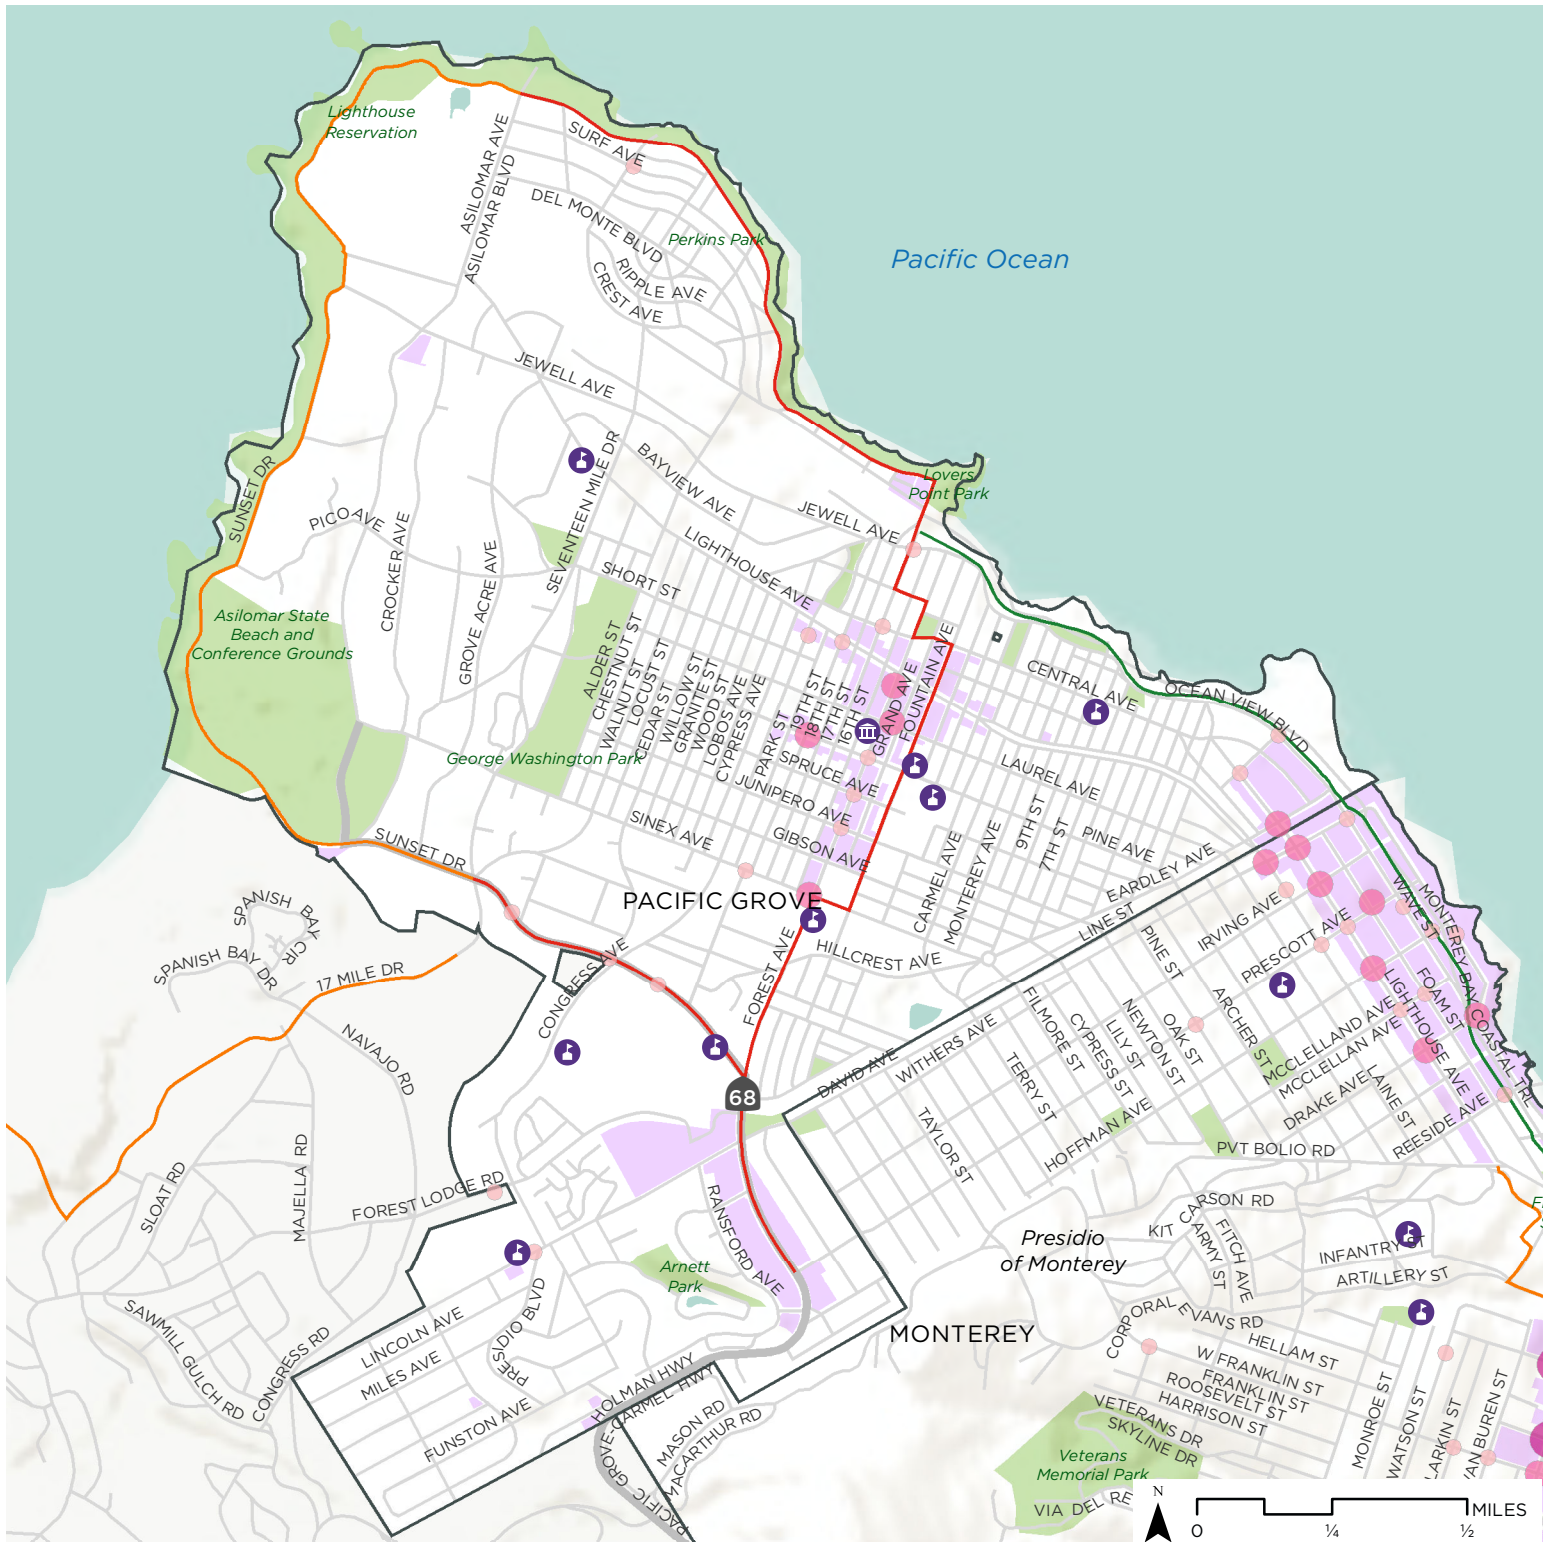 Lighthouse
Reservation
SURF AVE
ASILOMAR AVE
ASILOMAR BLVD
DEL MONTE BLVD
Perkins Park
RIPPLE AVE
CREST AVE
Pacific Ocean
JEWELL AVE
SEVENTEEN MILE DR
BAYVIEW AVE
SUNSET DR
PICO AVE
CROCKER AVE
GROVE ACRE AVE
Lovers
Point Park
JEWELL AVE
LIGHTHOUSE AVE
SHORT ST
Asilomar State
Beach and
Conference Grounds
ALDER ST
CHESTNUT ST
WALNUT ST
LOCUST ST
CEDAR ST
WILLOW ST
GRANITE ST
WOOD ST
LOBOS AVE
CYPRESS AVE
PARK ST
19TH ST
18TH ST
17TH ST
16TH ST
GRAND AVE
FOUNTAIN AVE
CENTRAL AVE
OCEAN VIEW BLVD
George Washington Park
SPRUCE AVE
JUNIPERO AVE
LAUREL AVE
SINEX AVE
GIBSON AVE
9TH ST
7TH ST
PINE AVE
SUNSET DR
PACIFIC GROVE
CARMEL AVE
MONTEREY AVE
EARDLEY AVE
LINE ST
IRVING AVE
WAVE ST
MONTEREY BAY COASTAL TRL
SPANISH BAY CIR
SPANISH BAY DR
17 MILE DR
CONGRESS AVE
FOREST AVE
HILLCREST AVE
PINE ST
PRESCOTT AVE
FOAM ST
LIGHTHOUSE AVE
NAVAJO RD
FILMORE ST
CYPRESS ST
LILY ST
NEWTON ST
OAK ST
ARCHER ST
MCCLELLAND AVE
MCCLELLAN AVE
DRAKE AVE
LAINE ST
REESIDE AVE
DAVID AVE
WITHERS AVE
TERRY ST
TAYLOR ST
HOFFMAN AVE
68
PVT BOLIO RD
SLOAT RD
MAJELLA RD
FOREST LODGE RD
RANSFORD AVE
Arnett
Park
Presidio
of Monterey
KIT CARSON RD
ARMY ST
FITCH AVE
INFANTRY ST
ARTILLERY ST
SAWMILL GULCH RD
CONGRESS RD
LINCOLN AVE
MILES AVE
PRESIDIO BLVD
FUNSTON AVE
MONTEREY
CORPORAL EVANS RD
HELLAM ST
W FRANKLIN ST
FRANKLIN ST
ROOSEVELT ST
HARRISON ST
HOLMAN HWY
PACIFIC GROVE-CARMEL HWY
MASON RD
MACARTHUR RD
VETERANS DR
SKYLINE DR
Veterans
Memorial Park
VIA DEL RE
MONROE ST
WATSON ST
LARKIN ST
VAN BUREN ST
N
0
¼
½
MILES